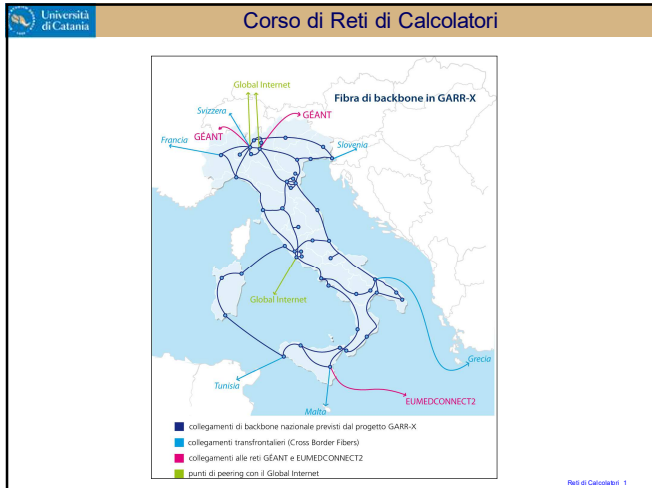 Università
di Catania
Corso di Reti di Calcolatori
Global Internet
Fibra di backbone in GARR-X
Svizzera
GÉANT
GÉANT
Francia
Slovenia
Global Internet
Grecia
Tunisia
EUMEDCONNECT2
Malta
collegamenti di backbone nazionale previsti dal progetto GARR-X
collegamenti transfrontalieri (Cross Border Fibers)
collegamenti alle reti GÉANT e EUMEDCONNECT2
punti di peering con il Global Internet
Reti di Calcolatori 1